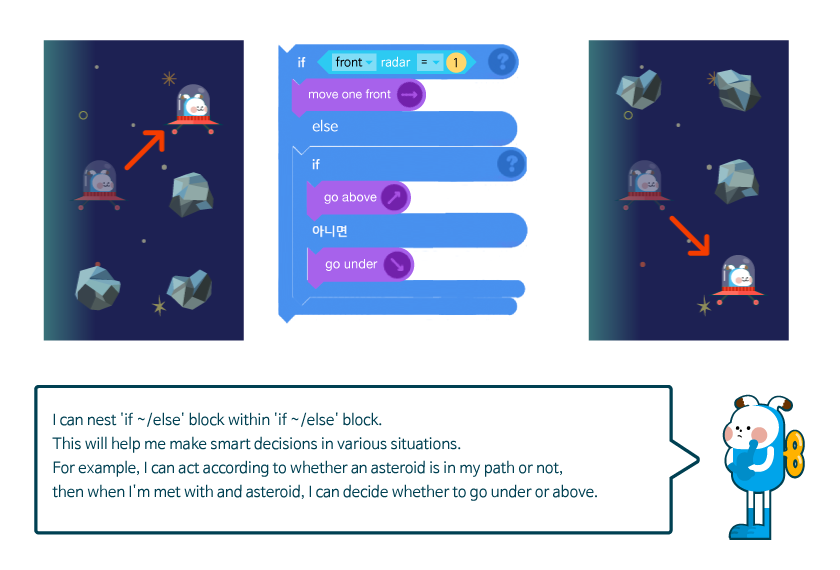 if front radar = 1 ?
move one front
else
if ?
go above
아니면
go under
I can nest 'if ~/else' block within 'if ~/else' block.
This will help me make smart decisions in various situations.
For example, I can act according to whether an asteroid is in my path or not,
then when I'm met with and asteroid, I can decide whether to go under or above.